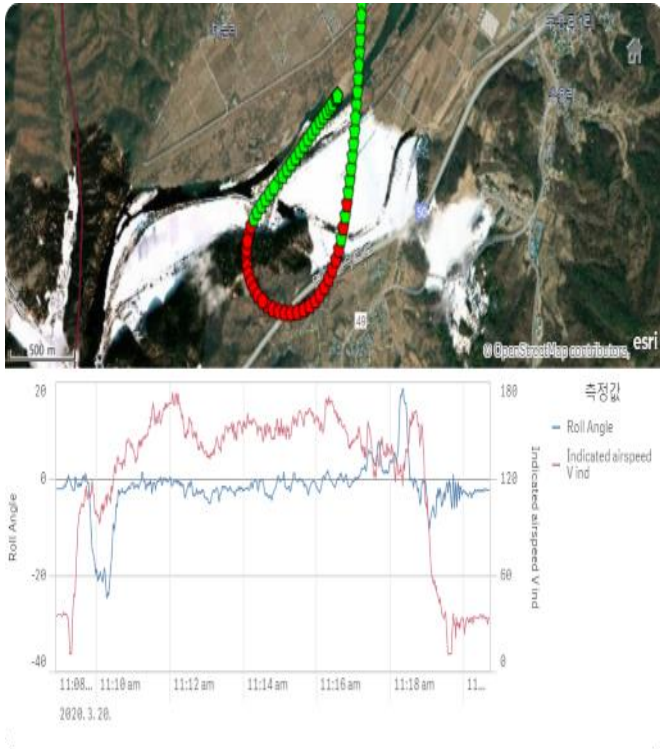 500 m
49
© OpenStreetMap contributors,
esri
20
0
-20
-40
Roll Angle
180
120
60
0
Indicated airspeed V ind
측정값
Roll Angle
Indicated airspeed
V ind
11:08...
11:10 am
11:12 am
11:14 am
11:16 am
11:18 am
11...
2020. 3. 20.